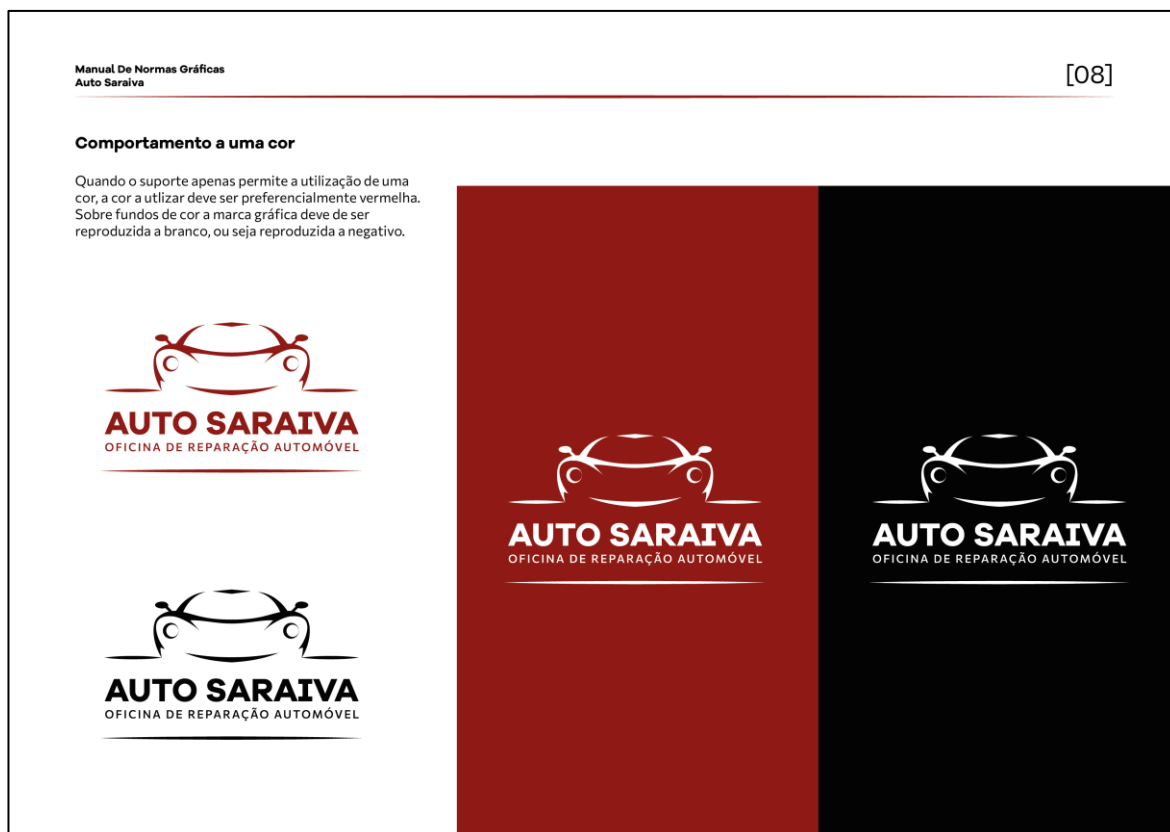 Manual De Normas Gráficas
Auto Saraiva
[08]
Comportamento a uma cor
Quando o suporte apenas permite a utilização de uma
cor, a cor a utlizar deve ser preferencialmente vermelha.
Sobre fundos de cor a marca gráfica deve de ser
reproduzida a branco, ou seja reproduzida a negativo.
AUTO SARAIVA
OFICINA DE REPARAÇÃO AUTOMÓVEL
AUTO SARAIVA
OFICINA DE REPARAÇÃO AUTOMÓVEL
AUTO SARAIVA
OFICINA DE REPARAÇÃO AUTOMÓVEL
AUTO SARAIVA
OFICINA DE REPARAÇÃO AUTOMÓVEL